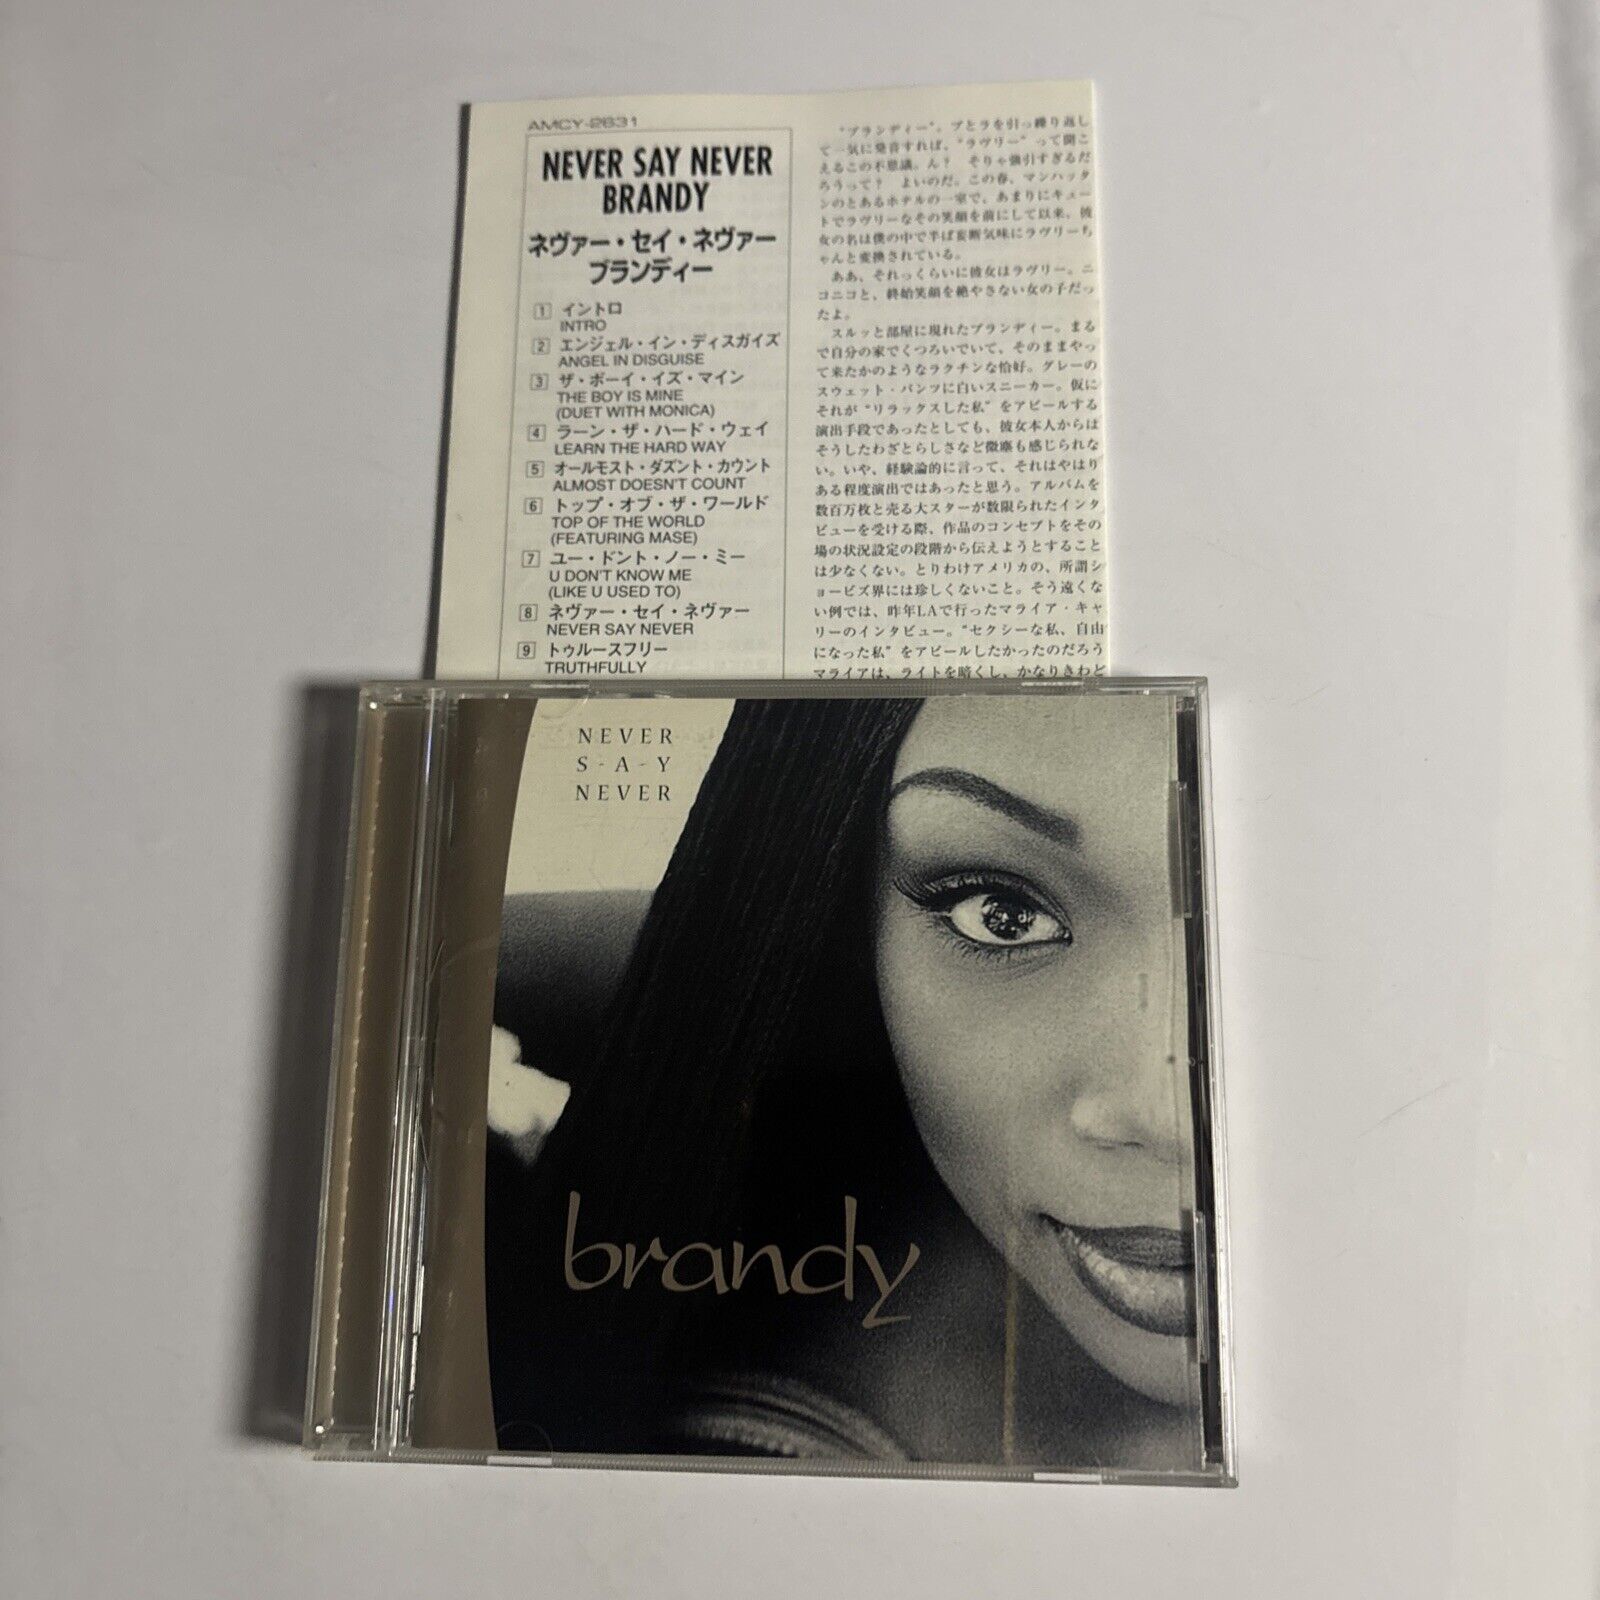 AMCY-2631
NEVER SAY NEVER
BRANDY
ネヴァー・セイ・ネヴァー
ブランディー
1 イントロ
INTRO
2 エンジェル・イン・ディスガイズ
ANGEL IN DISGUISE
3 ザ・ボーイ・イズ・マイン
THE BOY IS MINE
(DUET WITH MONICA)
4 ラーン・ザ・ハード・ウェイ
LEARN THE HARD WAY
5 オールモスト・ダズント・カウント
ALMOST DOESN'T COUNT
6 トップ・オブ・ザ・ワールド
TOP OF THE WORLD
(FEATURING MASE)
7 ユー・ドント・ノー・ミー
U DON'T KNOW ME
(LIKE U USED TO)
8 ネヴァー・セイ・ネヴァー
NEVER SAY NEVER
9 トゥルースフリー
TRUTHFULLY
“ブランディー”。ブとラを引っ繰り返し
て一気に発音すれば、“ラヴリー”って聞こ
えるこの不思議。ん？ そりゃ強引すぎるだ
ろうって？ よいのだ。この春、マンハッタ
ンのとあるホテルの一室で、あまりにキュー
トでラヴリーなその笑顔を前にして以来、彼
女の名は僕の中で半ば妄断気味にラヴリーち
ゃんと変換されている。
ああ、それっくらいに彼女はラヴリー。ニ
コニコと、終始笑顔を絶やさない女の子だっ
たよ。
スルッと部屋に現れたブランディー。まる
で自分の家でくつろいでいて、そのままやっ
て来たかのようなラクチンな恰好。グレーの
スウェット・パンツに白いスニーカー。仮に
それが“リラックスした私”をアピールする
演出手段であったとしても、彼女本人からは
そうしたわざとらしさなど微塵も感じられな
い。いや、経験論的に言って、それはやはり
ある程度演出ではあったと思う。アルバムを
数百万枚と売る大スターが数限られたインタ
ビューを受ける際、作品のコンセプトをその
場の状況設定の段階から伝えようとすること
は少なくない。とりわけアメリカの、所謂シ
ョービズ界には珍しくないこと。そう遠くな
い例では、昨年LAで行ったマライア・キャ
リーのインタビュー。“セクシーな私、自由
になった私”をアピールしたかったのだろう
マライアは、ライトを暗くし、かなりきわど
NEVER
S-A-Y
NEVER
brandy